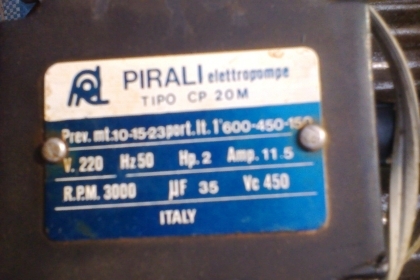 PIRALI elettropompe
TIPO CP 20M
Prev. mt. 10-15-23 port. lt. 1' 600-450-150
V. 220 Hz 50 Hp. 2 Amp. 11.5
R.P.M. 3000 µF 35 Vc 450
ITALY